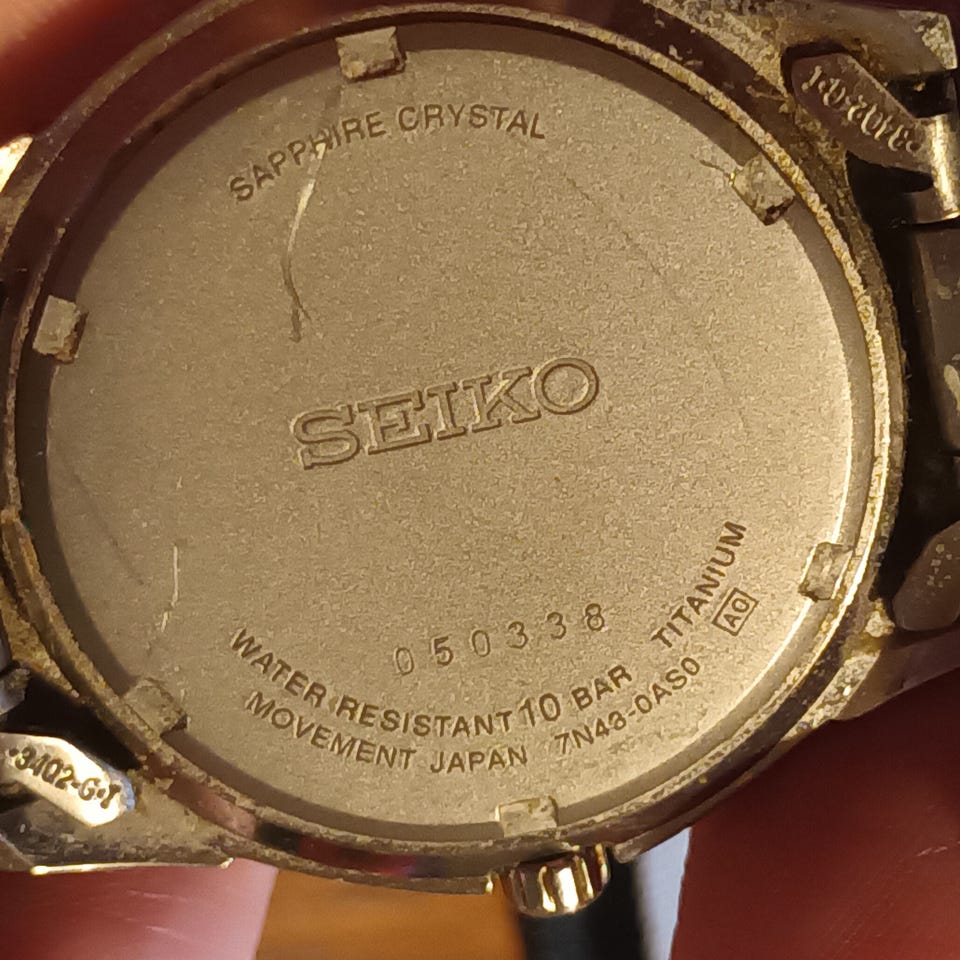 SAPPHIRE CRYSTAL
SEIKO
050338
WATER RESISTANT 10 BAR TITANIUM
MOVEMENT JAPAN 7N43-0AS0 A0
·3402-G·I